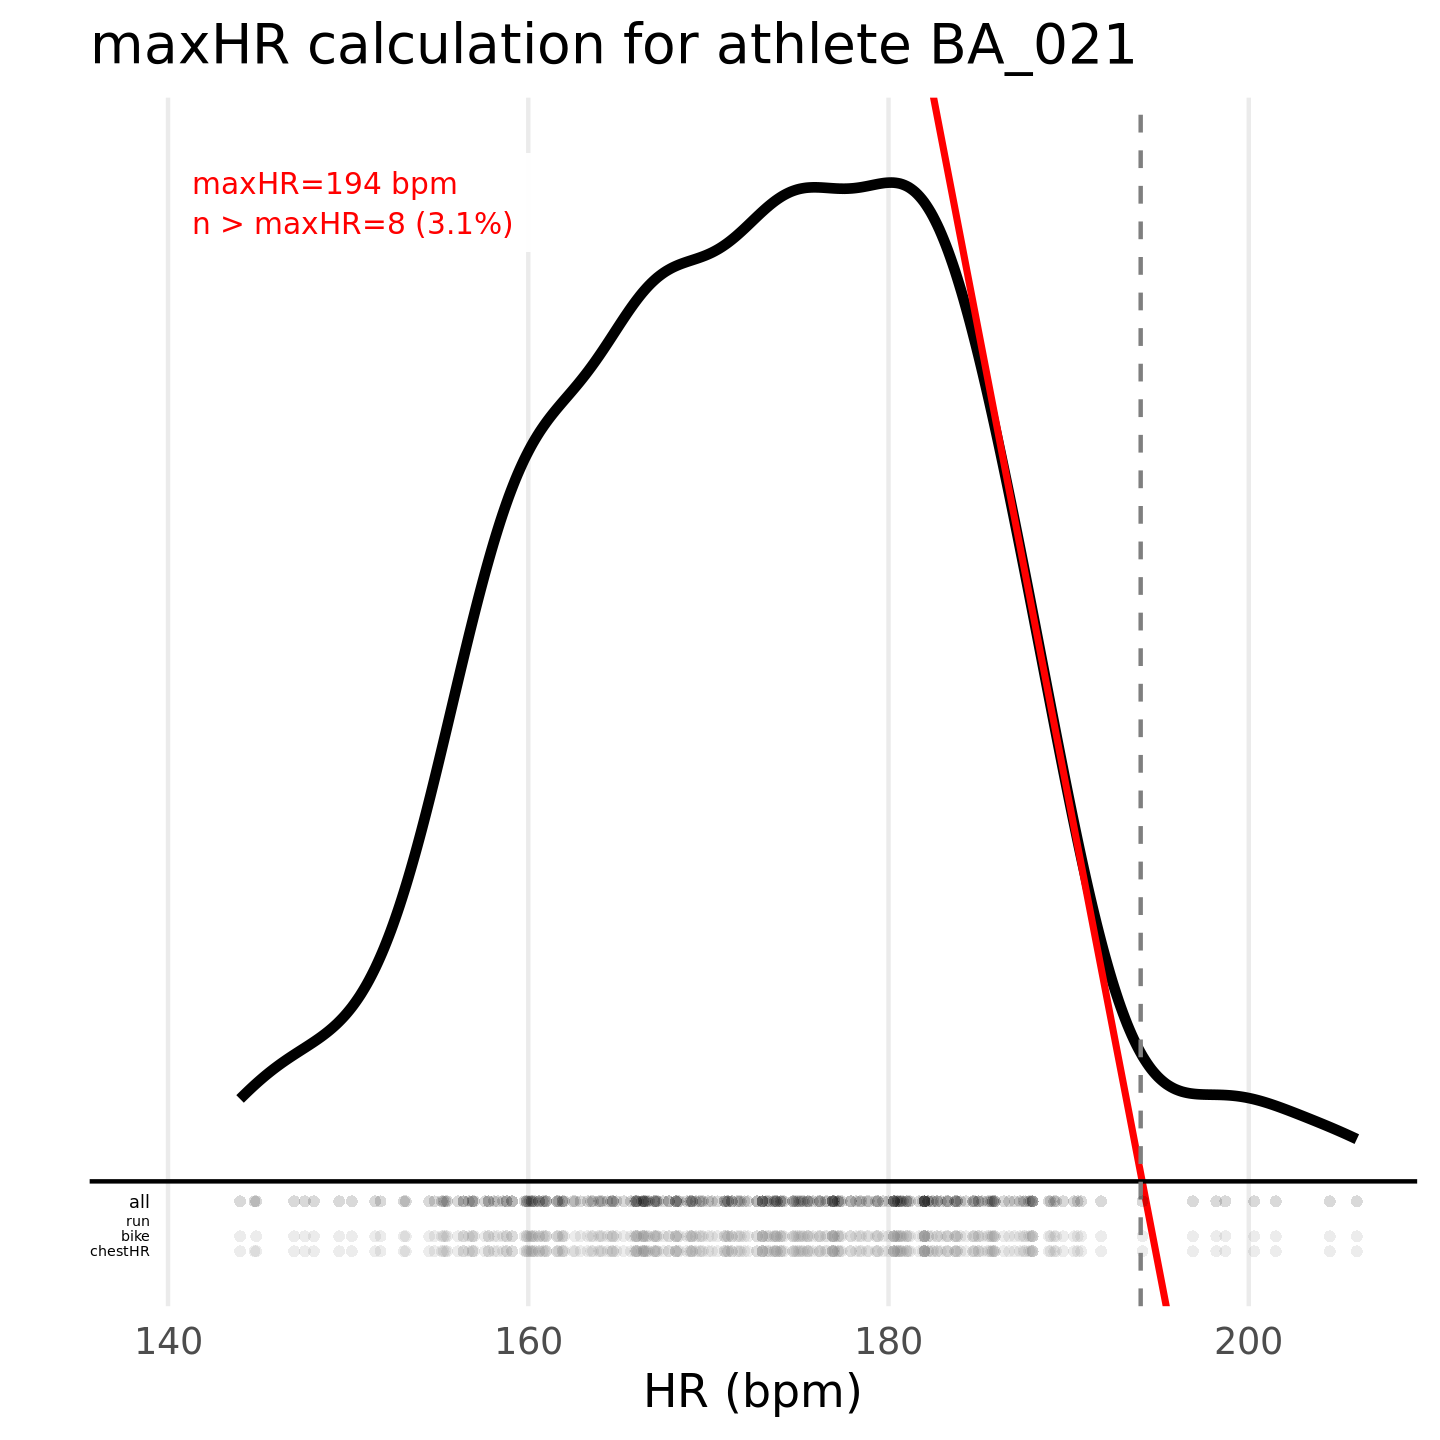 maxHR calculation for athlete BA_021
maxHR=194 bpm
n > maxHR=8 (3.1%)
all
run
bike
chestHR
140 160 180 200
HR (bpm)